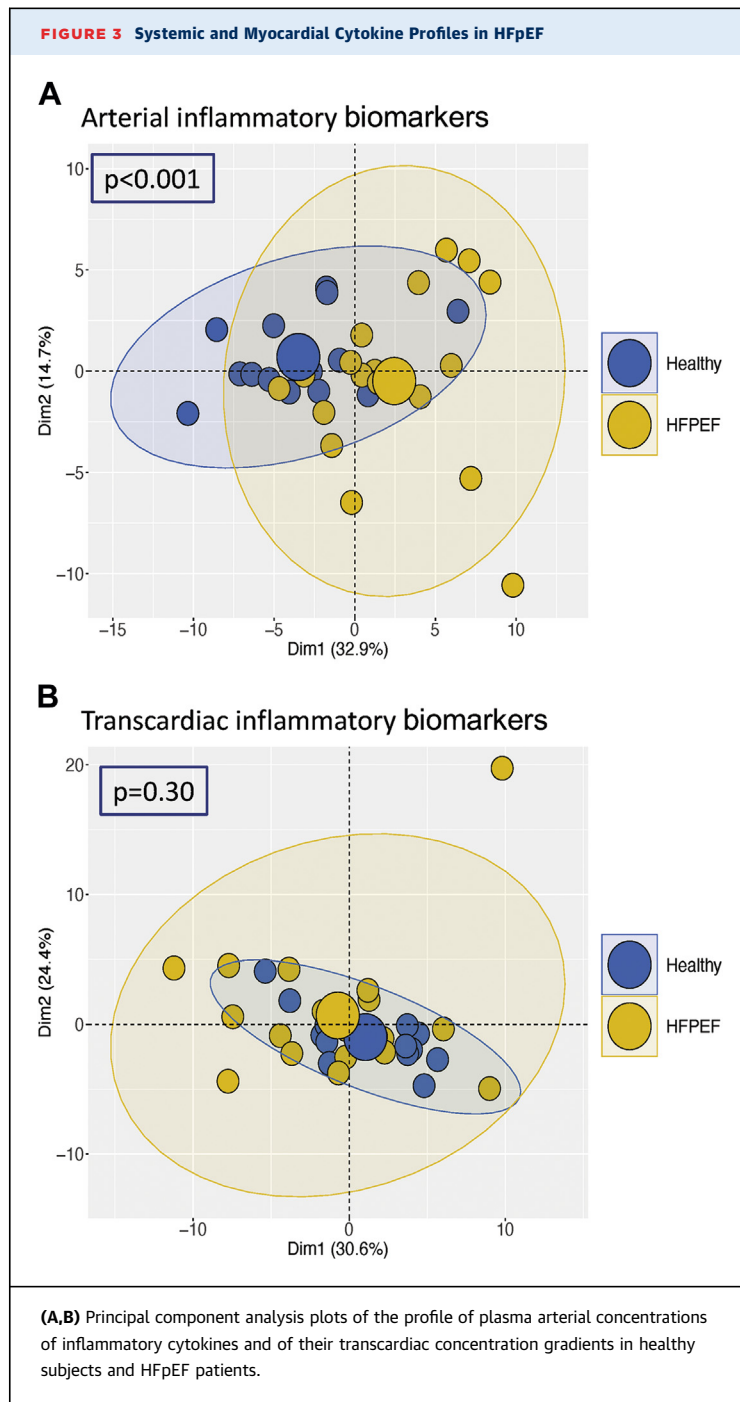 FIGURE 3 Systemic and Myocardial Cytokine Profiles in HFpEF
A
Arterial inflammatory biomarkers
p<0.001
10
5
0
−5
−10
Dim2 (14.7%)
−15 −10 −5 0 5 10
Dim1 (32.9%)
Healthy
HFPEF
B
Transcardiac inflammatory biomarkers
p=0.30
20
10
0
−10
Dim2 (24.4%)
−10 0 10
Dim1 (30.6%)
Healthy
HFPEF
(A,B) Principal component analysis plots of the profile of plasma arterial concentrations
of inflammatory cytokines and of their transcardiac concentration gradients in healthy
subjects and HFpEF patients.